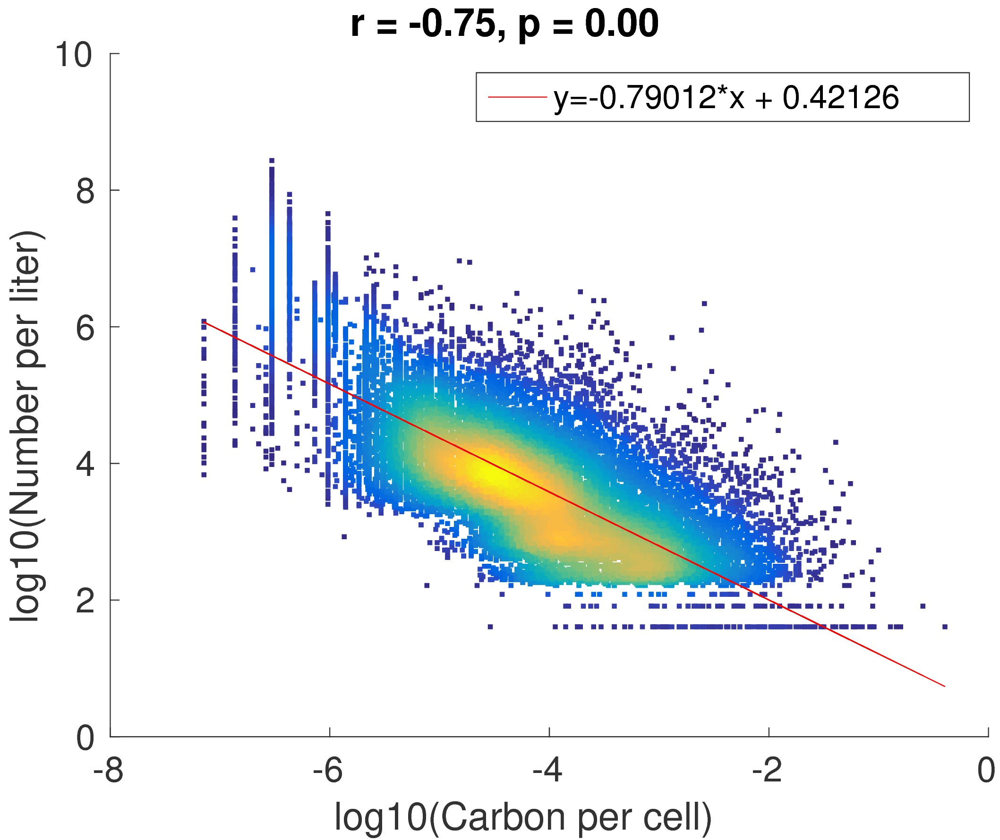 r = -0.75, p = 0.00
y=-0.79012*x + 0.42126
10
8
6
4
2
0
log10(Number per liter)
-8
-6
-4
-2
0
log10(Carbon per cell)